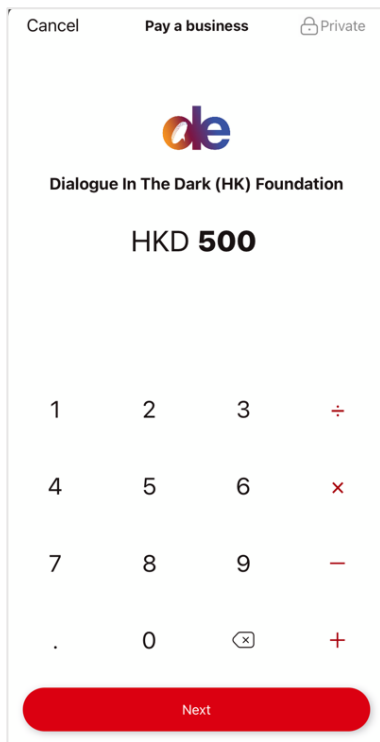 Cancel Pay a business Private
de
Dialogue In The Dark (HK) Foundation
HKD 500
1 2 3 ÷
4 5 6 ×
7 8 9 −
. 0 +
Next